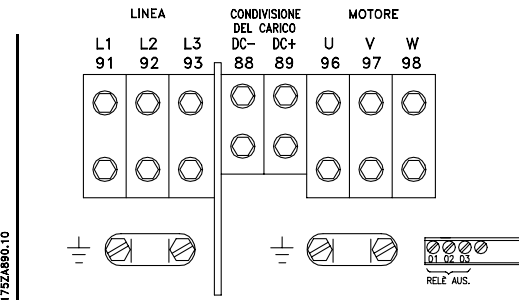 LINEA
CONDIVISIONE
DEL CARICO
MOTORE
L1 L2 L3 DC- DC+ U V W
91 92 93 88 89 96 97 98
01 02 03
RELÈ AUS.
175ZA890.10